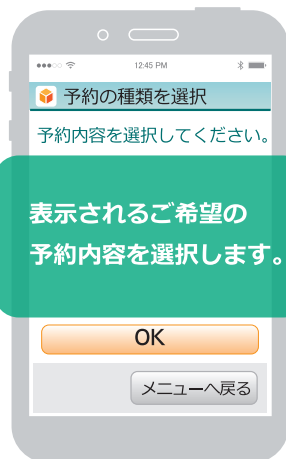 12:45 PM
予約の種類を選択
予約内容を選択してください。
表示されるご希望の
予約内容を選択します。
OK
メニューへ戻る